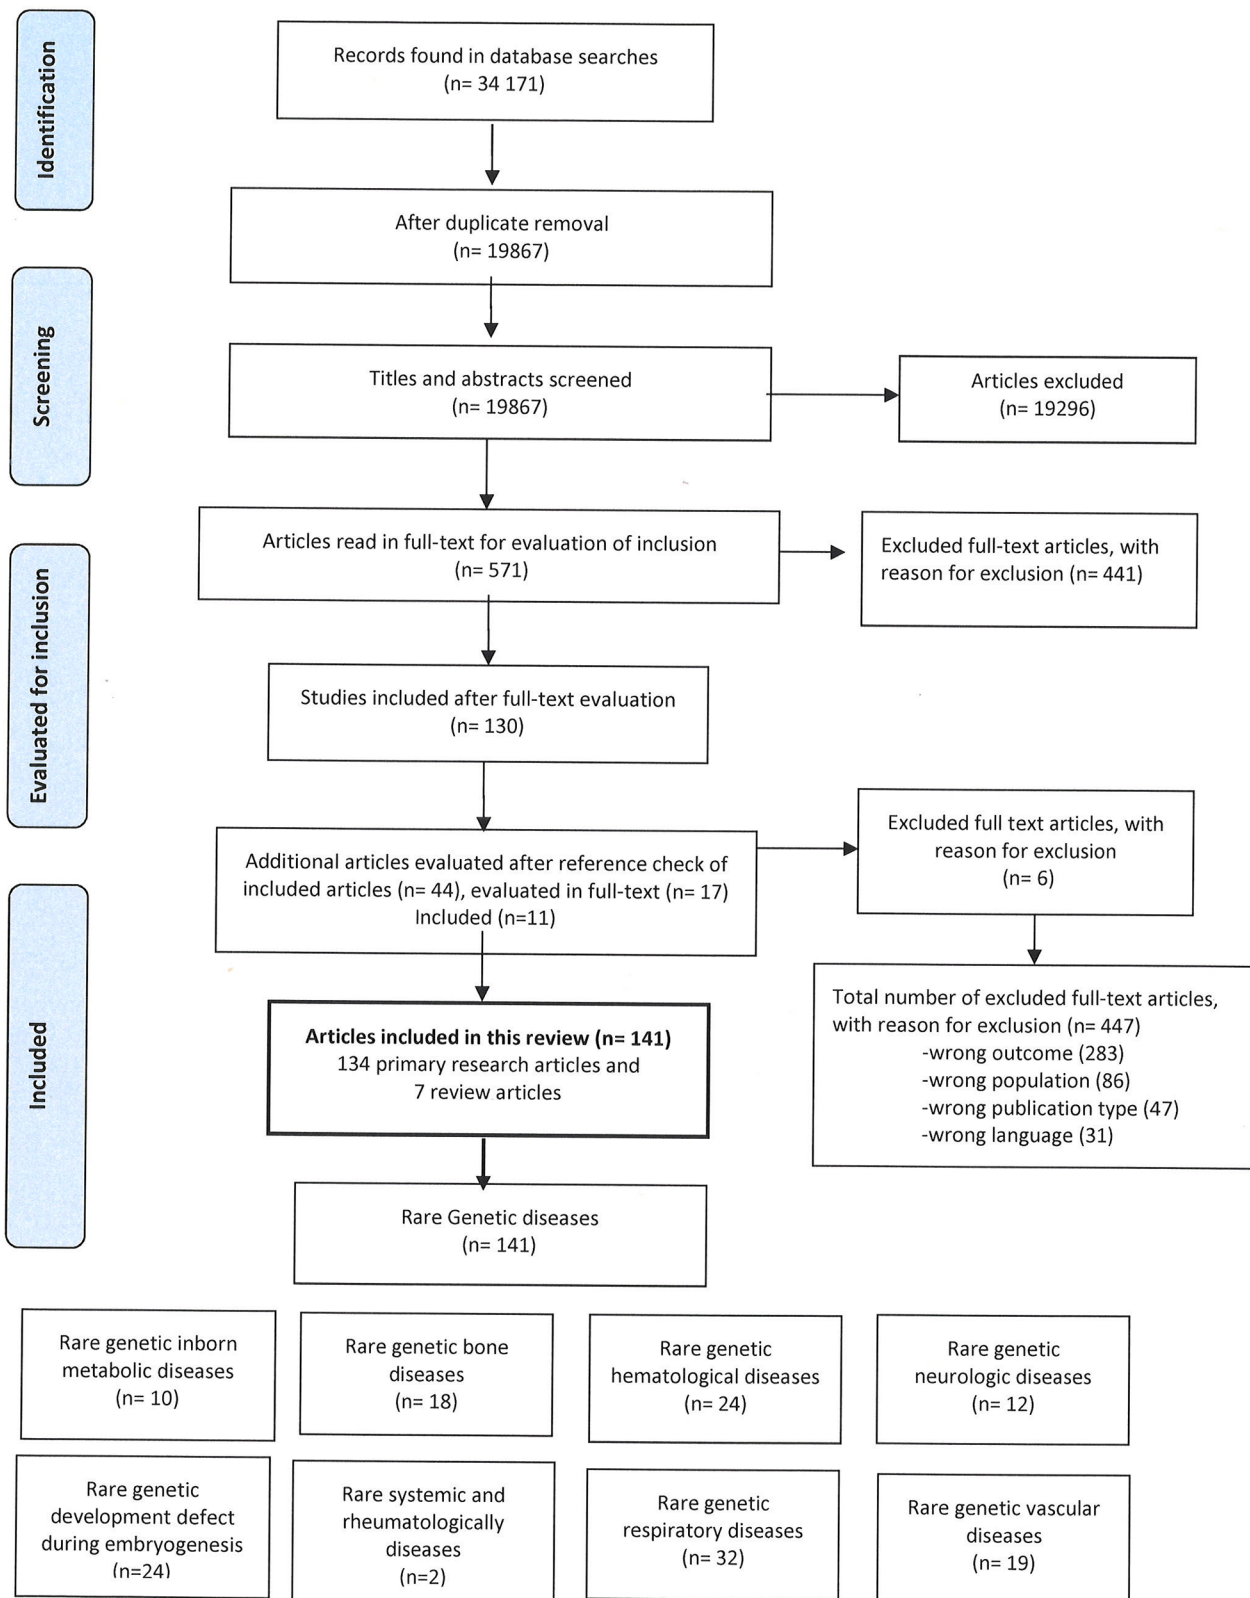 Identification
Records found in database searches
(n= 34 171)
After duplicate removal
(n= 19867)
Screening
Titles and abstracts screened
(n= 19867)
Articles excluded
(n= 19296)
Evaluated for inclusion
Articles read in full-text for evaluation of inclusion
(n= 571)
Excluded full-text articles, with
reason for exclusion (n= 441)
Studies included after full-text evaluation
(n= 130)
Additional articles evaluated after reference check of
included articles (n= 44), evaluated in full-text (n= 17)
Included (n=11)
Excluded full text articles, with
reason for exclusion
(n= 6)
Included
Total number of excluded full-text articles,
with reason for exclusion (n= 447)
-wrong outcome (283)
-wrong population (86)
-wrong publication type (47)
-wrong language (31)
Articles included in this review (n= 141)
134 primary research articles and
7 review articles
Rare Genetic diseases
(n= 141)
Rare genetic inborn
metabolic diseases
(n= 10)
Rare genetic bone
diseases
(n= 18)
Rare genetic
hematological diseases
(n= 24)
Rare genetic
neurologic diseases
(n= 12)
Rare genetic
development defect
during embryogenesis
(n=24)
Rare systemic and
rheumatologically
diseases
(n=2)
Rare genetic
respiratory diseases
(n= 32)
Rare genetic vascular
diseases
(n= 19)